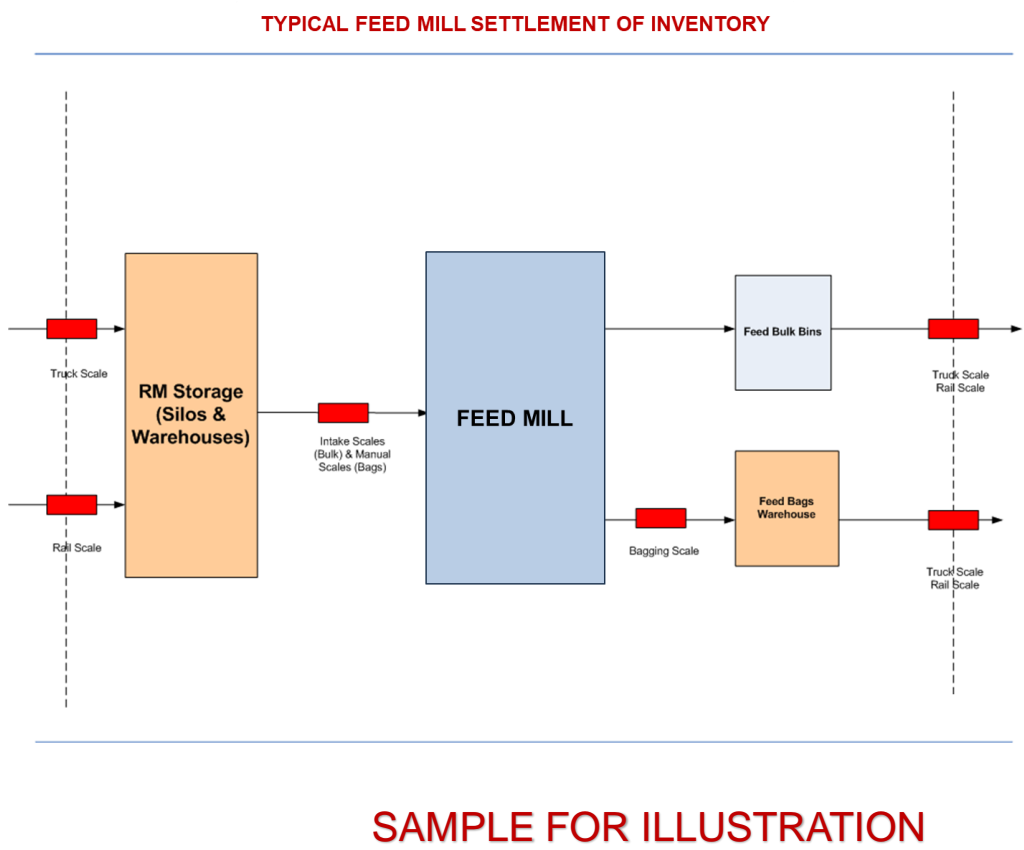 TYPICAL FEED MILL SETTLEMENT OF INVENTORY
Truck Scale
Rail Scale
RM Storage
(Silos &
Warehouses)
Intake Scales
(Bulk) & Manual
Scales (Bags)
FEED MILL
Feed Bulk Bins
Truck Scale
Rail Scale
Bagging Scale
Feed Bags
Warehouse
Truck Scale
Rail Scale
SAMPLE FOR ILLUSTRATION